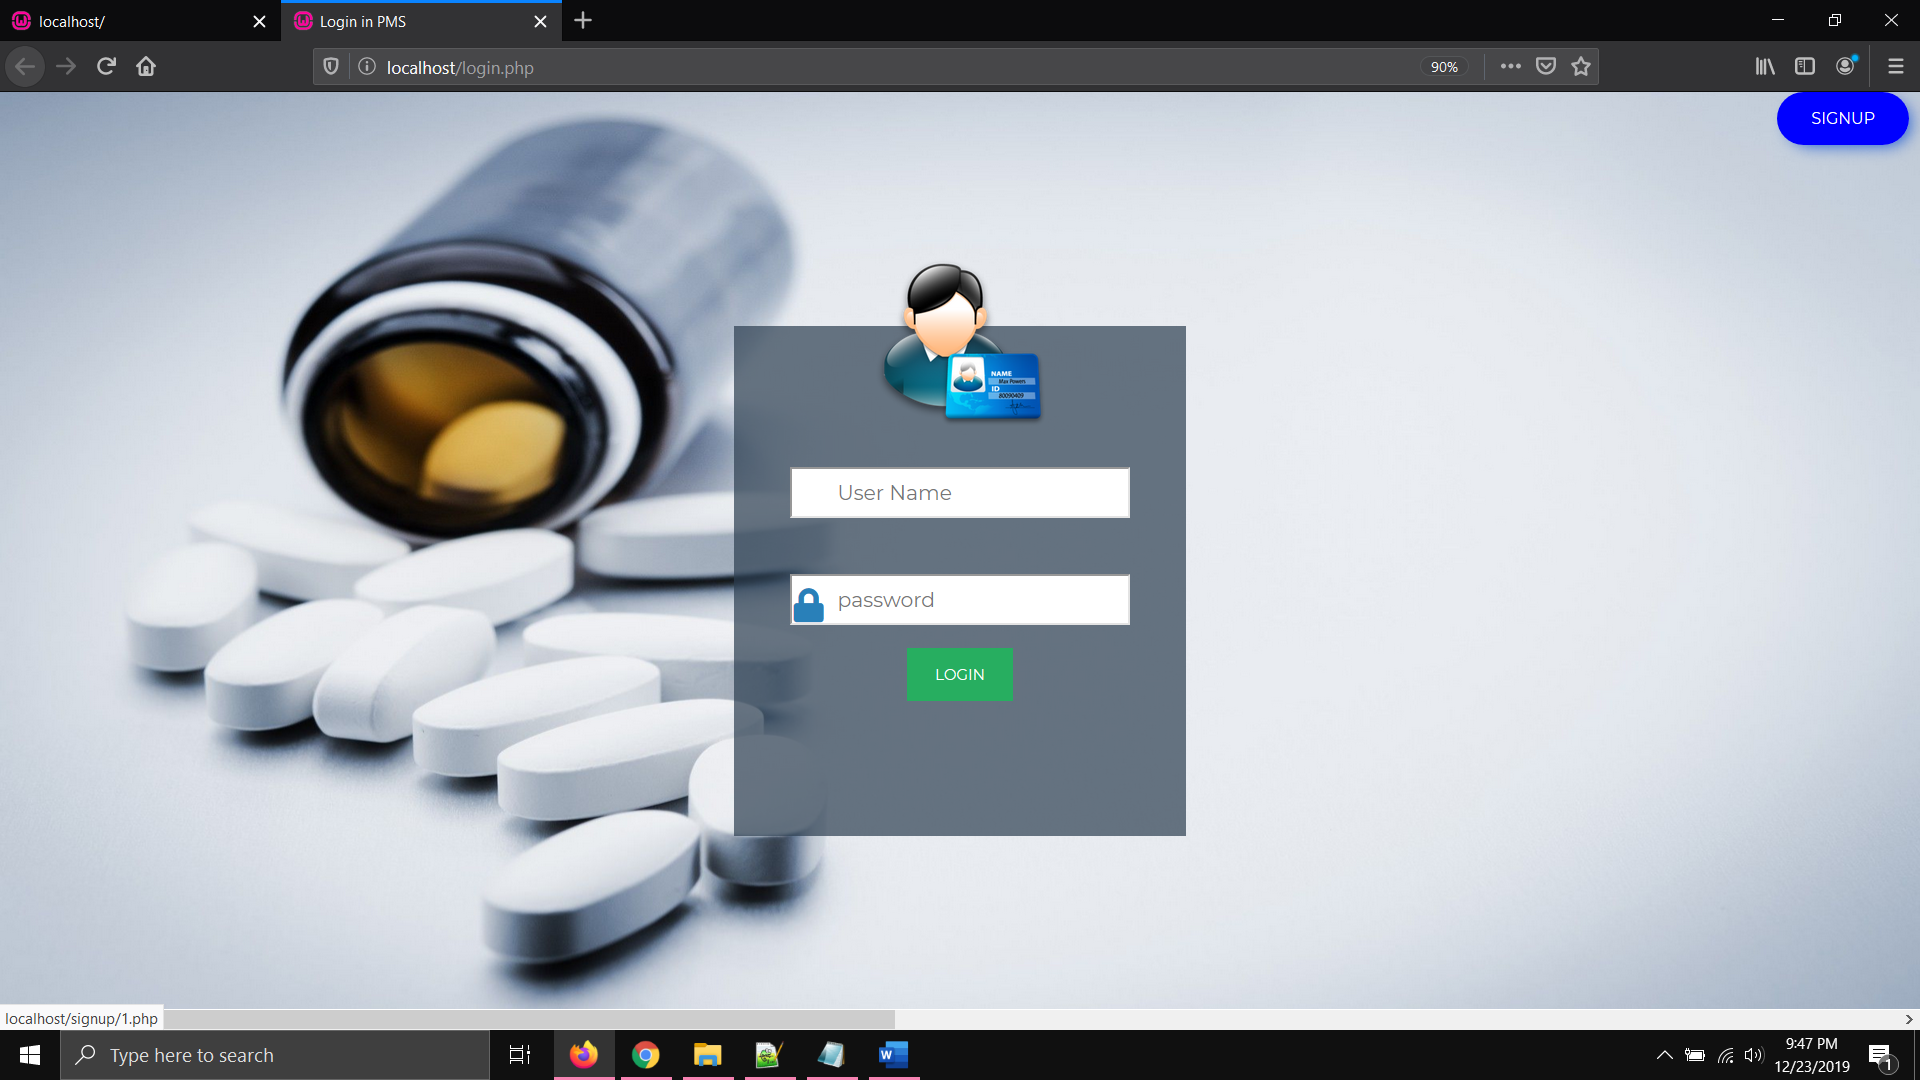 localhost/
Login in PMS
localhost/login.php
90%
SIGNUP
NAME
Max Powers
ID
80090409
User Name
password
LOGIN
localhost/signup/1.php
Type here to search
W
9:47 PM
12/23/2019
1